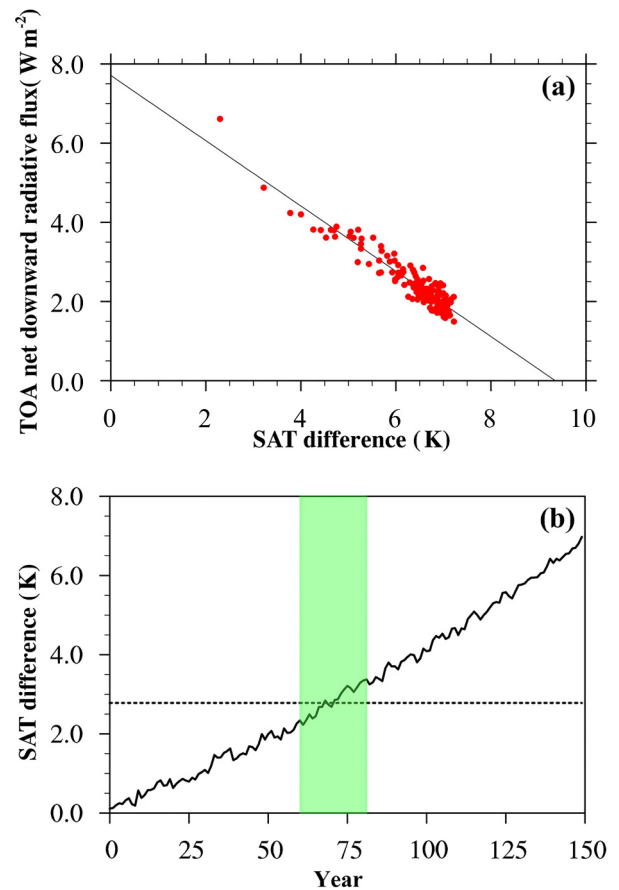 TOA net downward radiative flux( W m-2)
(a)
8.0
6.0
4.0
2.0
0.0
0 2 4 6 8 10
SAT difference ( K)
SAT difference ( K)
(b)
8.0
6.0
4.0
2.0
0.0
0 25 50 75 100 125 150
Year